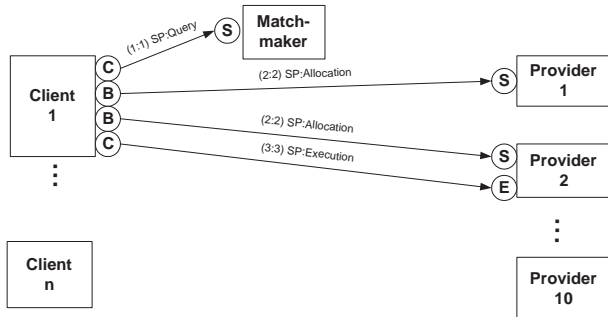 (1:1) SP:Query
S
Match-
maker
C
Client
1
B
(2:2) SP:Allocation
S
Provider
1
B
(2:2) SP:Allocation
C
(3:3) SP:Execution
S
E
Provider
2
Client
n
Provider
10